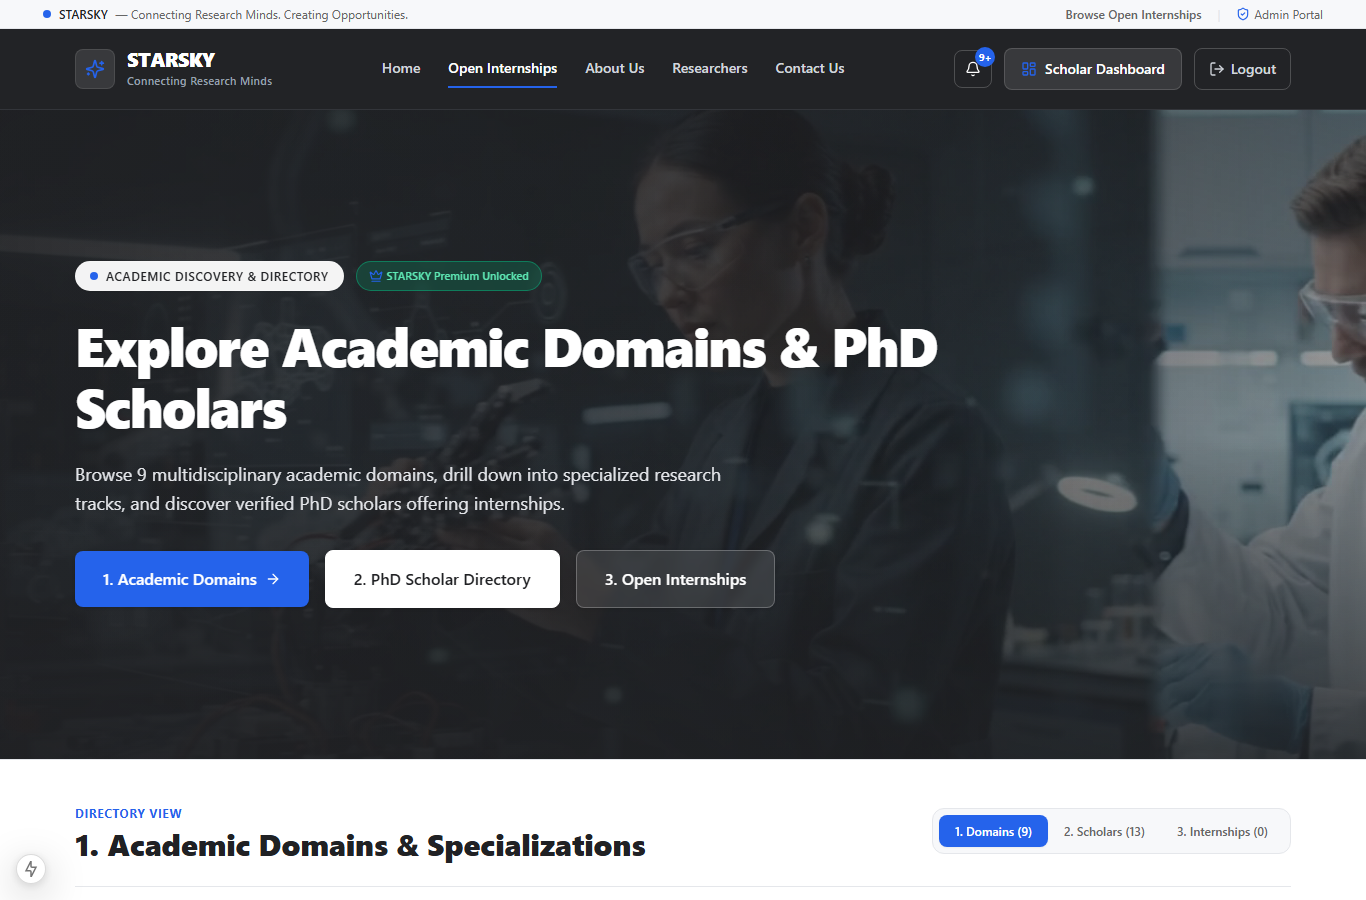 STARSKY — Connecting Research Minds. Creating Opportunities.
Browse Open Internships | Admin Portal
STARSKY
Connecting Research Minds
Home Open Internships About Us Researchers Contact Us
9+
Scholar Dashboard
Logout
ACADEMIC DISCOVERY & DIRECTORY
STARSKY Premium Unlocked
Explore Academic Domains & PhD
Scholars
Browse 9 multidisciplinary academic domains, drill down into specialized research
tracks, and discover verified PhD scholars offering internships.
1. Academic Domains →
2. PhD Scholar Directory
3. Open Internships
DIRECTORY VIEW
1. Academic Domains & Specializations
1. Domains (9) 2. Scholars (13) 3. Internships (0)